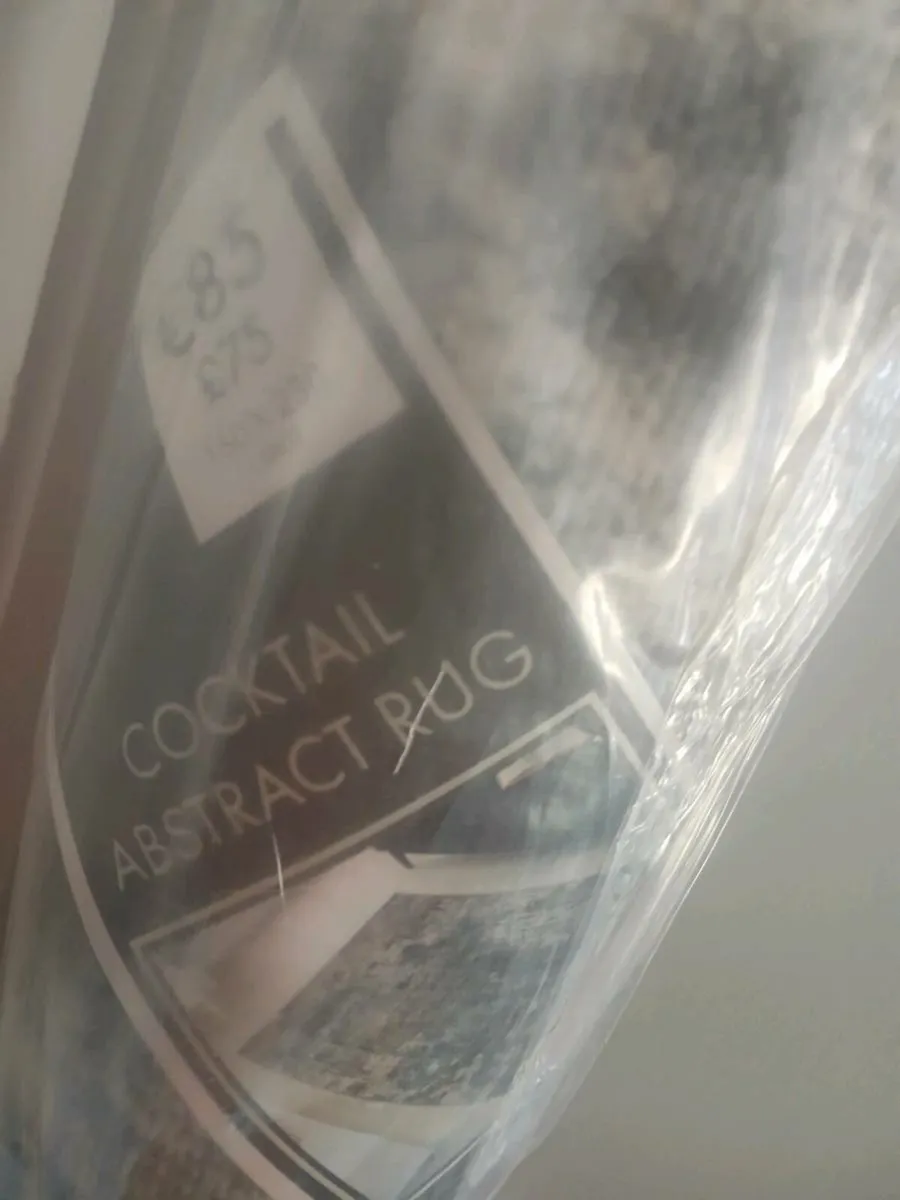 €85
£75
COCKTAIL
ABSTRACT RUG